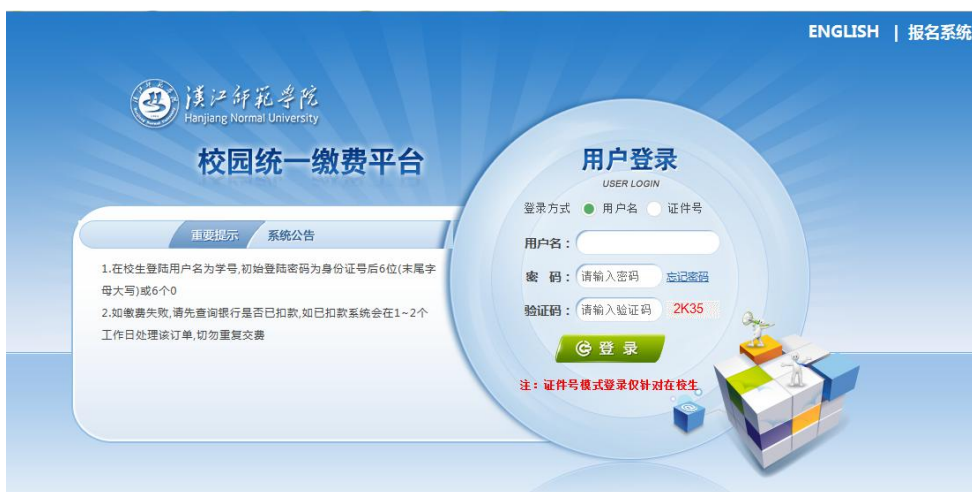 ENGLISH | 报名系统
漢江师范学院
Hanjiang Normal University
校园统一缴费平台
用户登录
USER LOGIN
登录方式 用户名 证件号
重要提示 系统公告
用户名：
1.在校生登陆用户名为学号,初始登陆密码为身份证号后6位(末尾字
母大写)或6个0
2.如缴费失败,请先查询银行是否已扣款,如已扣款系统会在1~2个
工作日处理该订单,切勿重复交费
密 码： 请输入密码 忘记密码
验证码： 请输入验证码 2K35
登 录
注：证件号模式登录仅针对在校生